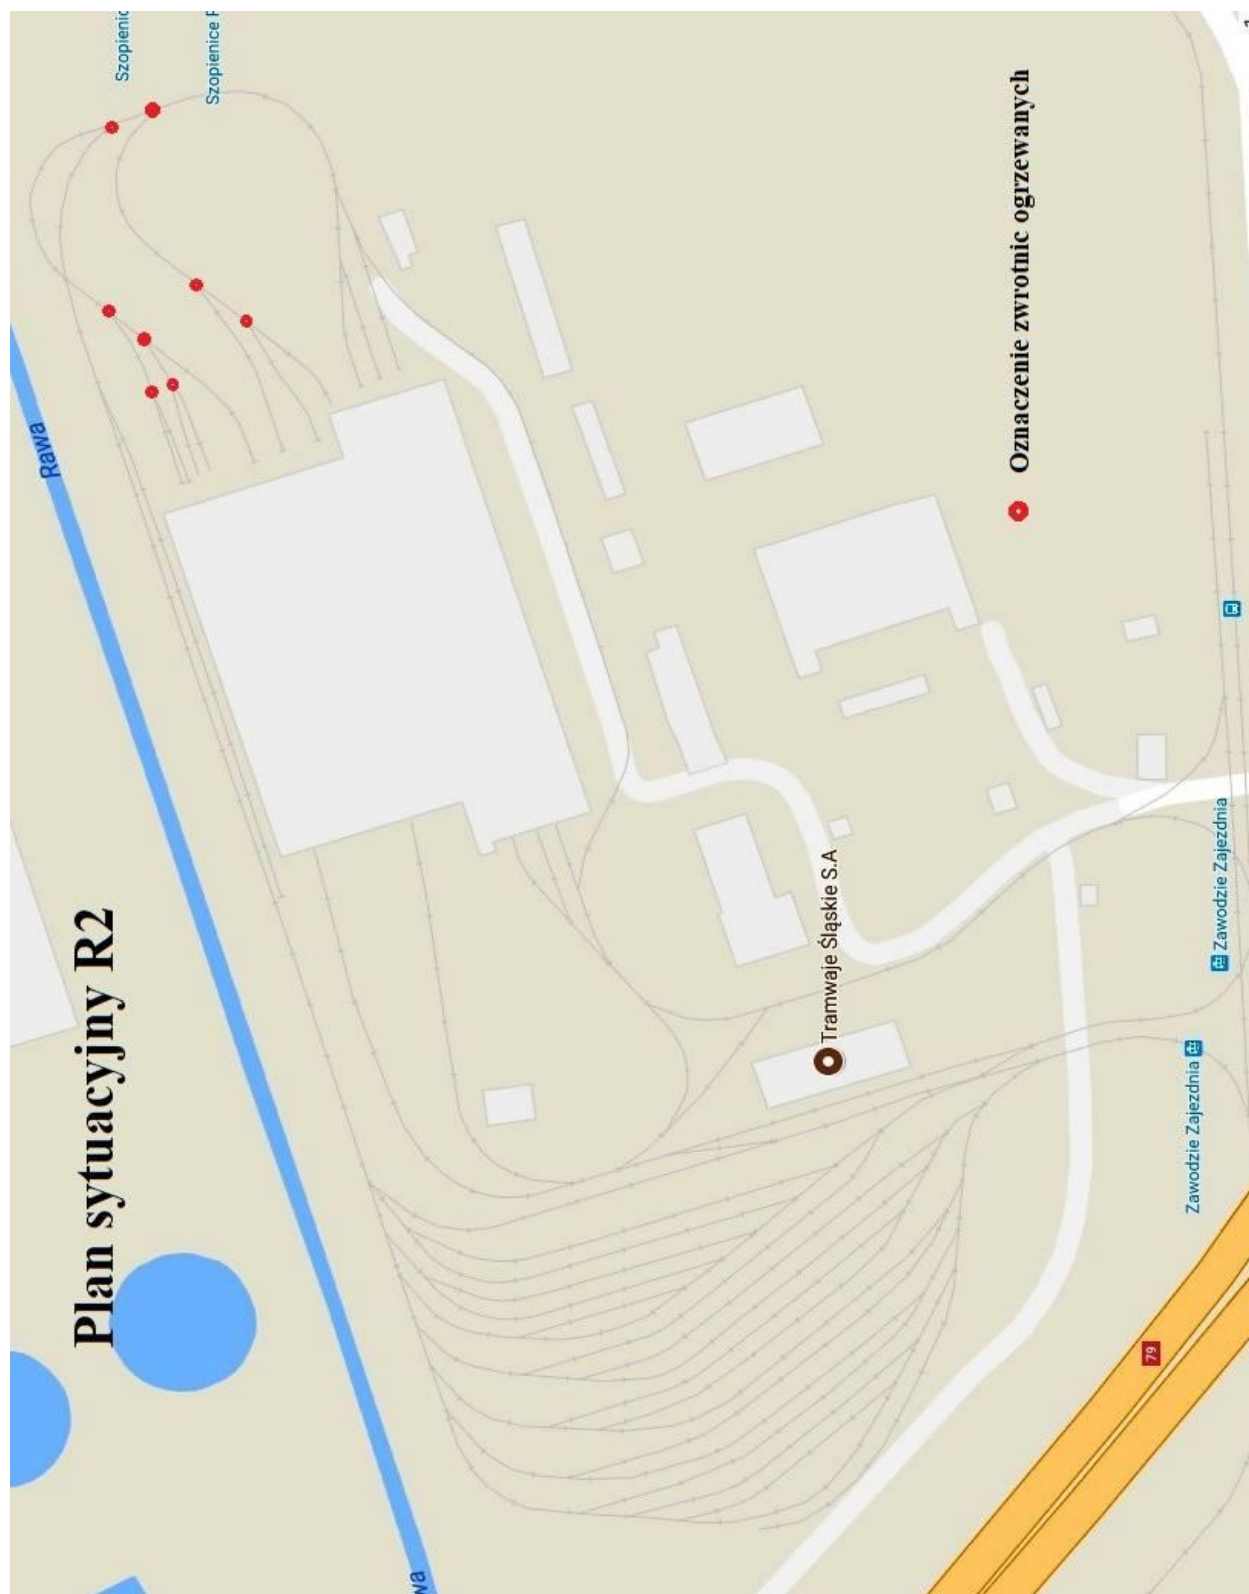 Plan sytuacyjny R2
Rawa
Szopienic
Szopienice
Tramwaje Śląskie S.A
Oznaczenie zwrotnic ogrzewanych
Zawodzie Zajezdnia
Zawodzie Zajezdnia
79
wa